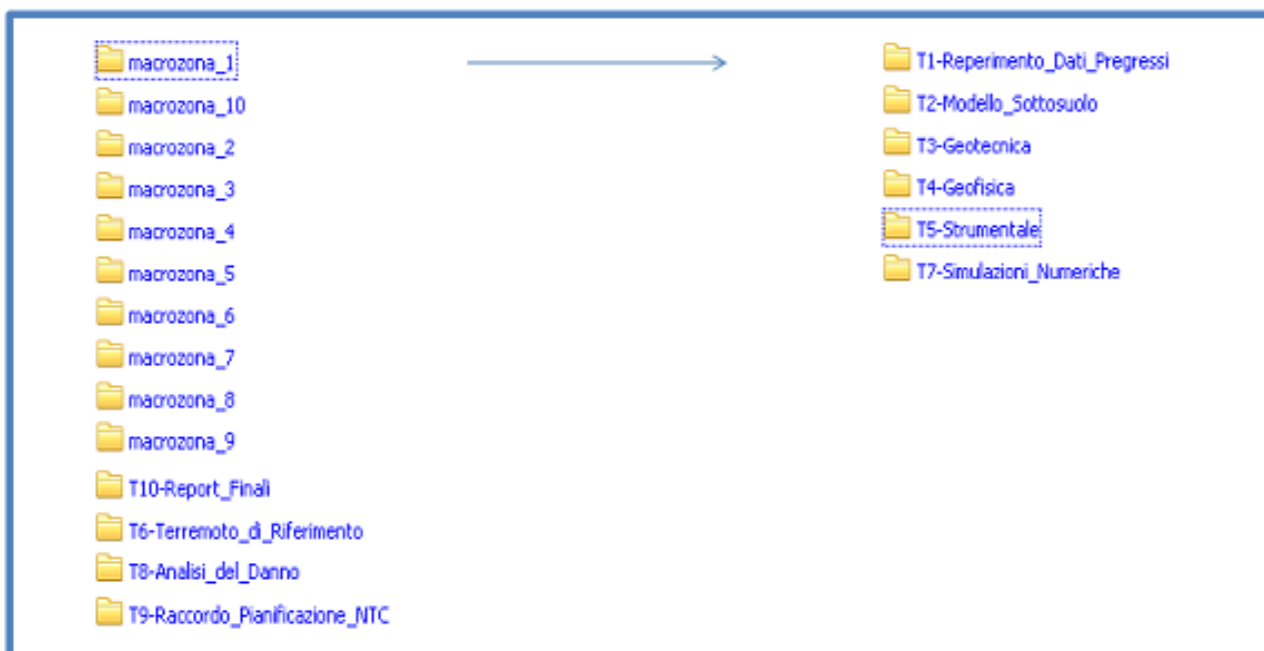 macrozona_1
macrozona_10
macrozona_2
macrozona_3
macrozona_4
macrozona_5
macrozona_6
macrozona_7
macrozona_8
macrozona_9
T10-Report_Finali
T6-Terremoto_di_Riferimento
T8-Analisi_del_Danno
T9-Raccordo_Pianificazione_NTC
T1-Reperimento_Dati_Pregressi
T2-Modello_Sottosuolo
T3-Geotecnica
T4-Geofisica
T5-Strumentale
T7-Simulazioni_Numeriche